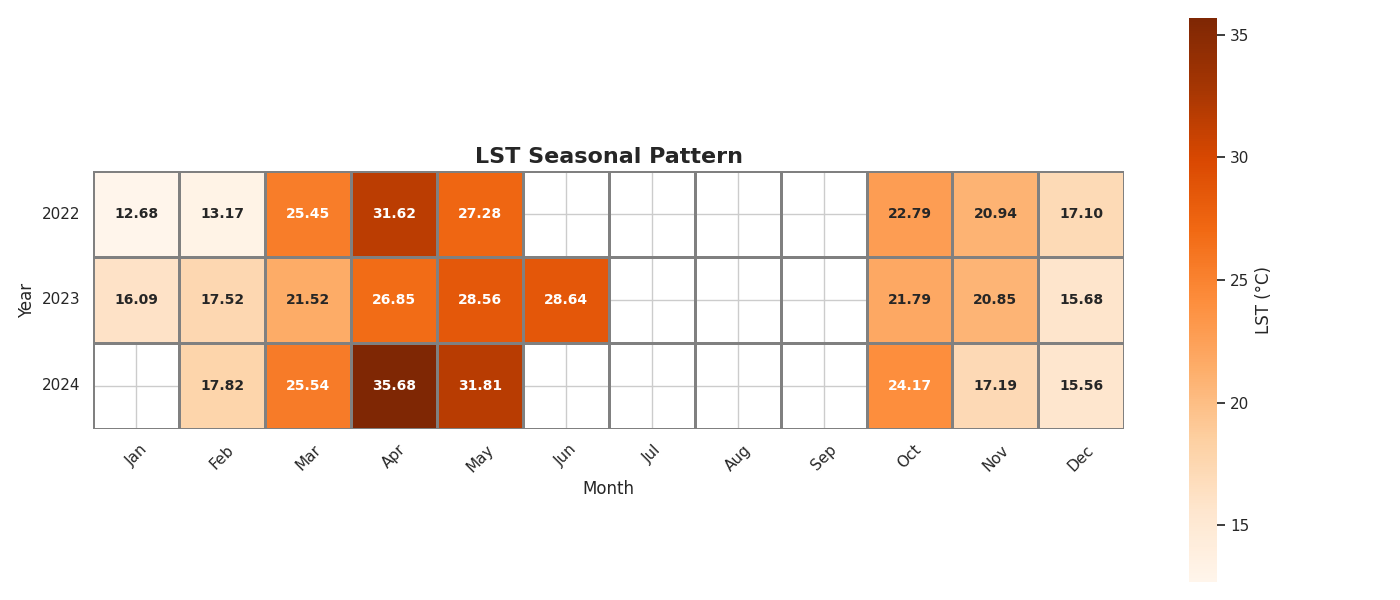 LST Seasonal Pattern
Year
2022 12.68 13.17 25.45 31.62 27.28 22.79 20.94 17.10
2023 16.09 17.52 21.52 26.85 28.56 28.64 21.79 20.85 15.68
2024 17.82 25.54 35.68 31.81 24.17 17.19 15.56
Jan Feb Mar Apr May Jun Jul Aug Sep Oct Nov Dec
Month
35
30
25
20
15
LST (°C)